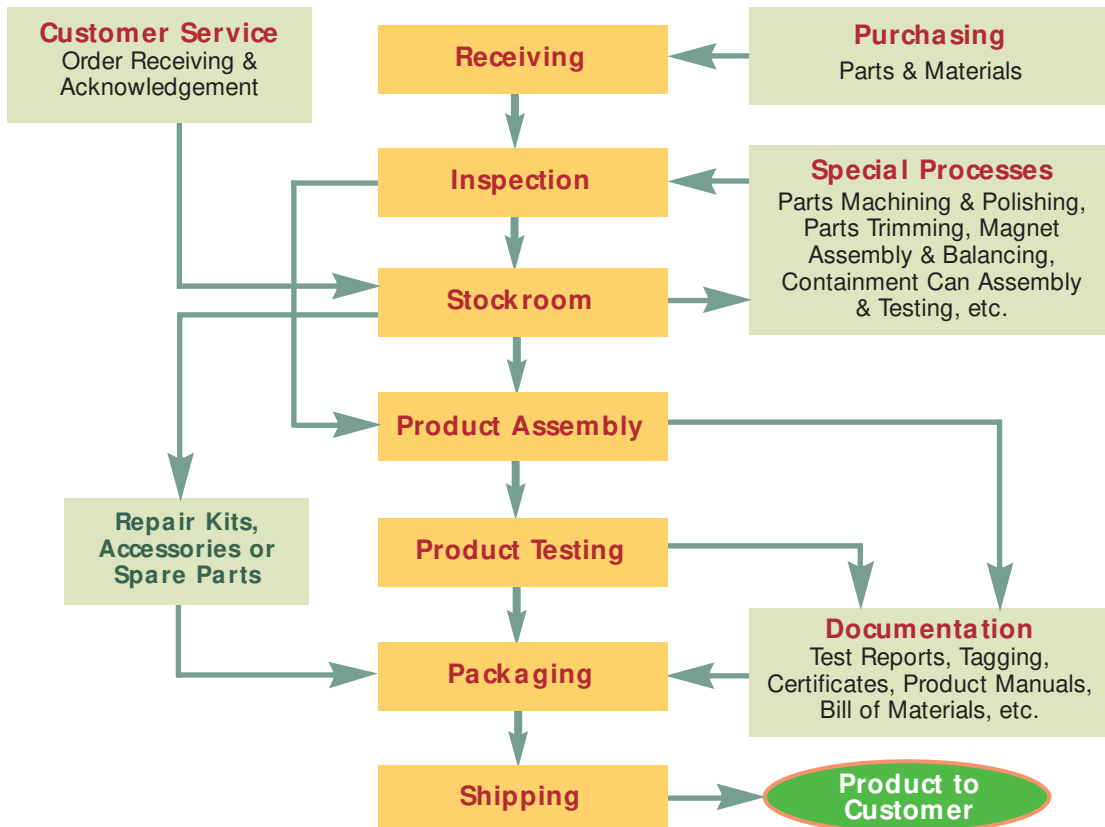 Customer Service
Order Receiving &
Acknowledgement
Receiving
Purchasing
Parts & Materials
Inspection
Special Processes
Parts Machining & Polishing,
Parts Trimming, Magnet
Assembly & Balancing,
Containment Can Assembly
& Testing, etc.
Stockroom
Product Assembly
Repair Kits,
Accessories or
Spare Parts
Product Testing
Documentation
Test Reports, Tagging,
Certificates, Product Manuals,
Bill of Materials, etc.
Packaging
Shipping
Product to
Customer